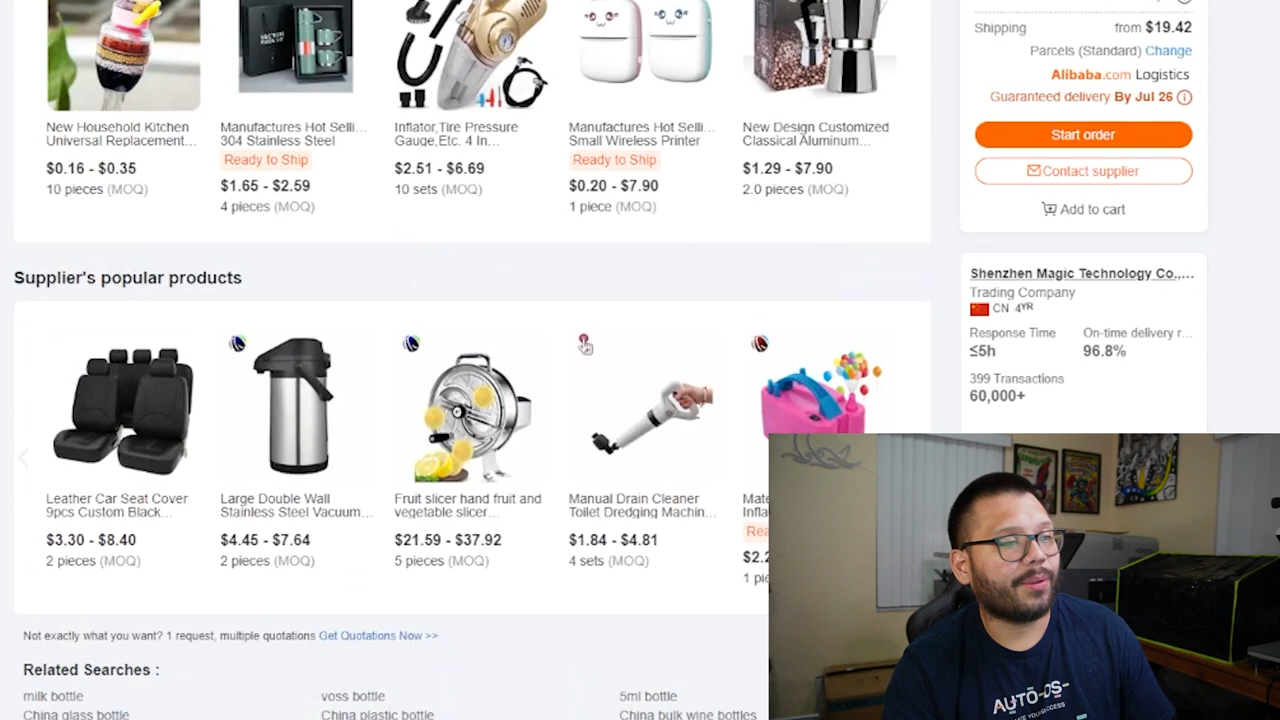 New Household Kitchen
Universal Replacement...
$0.16 - $0.35
10 pieces (MOQ)
Manufactures Hot Selli...
304 Stainless Steel
Ready to Ship
$1.65 - $2.59
4 pieces (MOQ)
Inflator,Tire Pressure
Gauge,Etc. 4 In...
$2.51 - $6.69
10 sets (MOQ)
Manufactures Hot Selli...
Small Wireless Printer
Ready to Ship
$0.20 - $7.90
1 piece (MOQ)
New Design Customized
Classical Aluminum...
$1.29 - $7.90
2.0 pieces (MOQ)
Shipping from $19.42
Parcels (Standard) Change
Alibaba.com Logistics
Guaranteed delivery By Jul 26
Start order
Contact supplier
Add to cart
Shenzhen Magic Technology Co.,...
Trading Company
CN 4YR
Response Time
≤5h
On-time delivery r...
96.8%
399 Transactions
60,000+
Supplier's popular products
Leather Car Seat Cover
9pcs Custom Black...
$3.30 - $8.40
2 pieces (MOQ)
Large Double Wall
Stainless Steel Vacuum...
$4.45 - $7.64
2 pieces (MOQ)
Fruit slicer hand fruit and
vegetable slicer...
$21.59 - $37.92
5 pieces (MOQ)
Manual Drain Cleaner
Toilet Dredging Machin...
$1.84 - $4.81
4 sets (MOQ)
Mate
Infla
Rea
$2.2
1 pie
Not exactly what you want? 1 request, multiple quotations Get Quotations Now >>
Related Searches :
milk bottle
voss bottle
5ml bottle
China glass bottle
China plastic bottle
China bulk wine bottles
AUTO-DS-